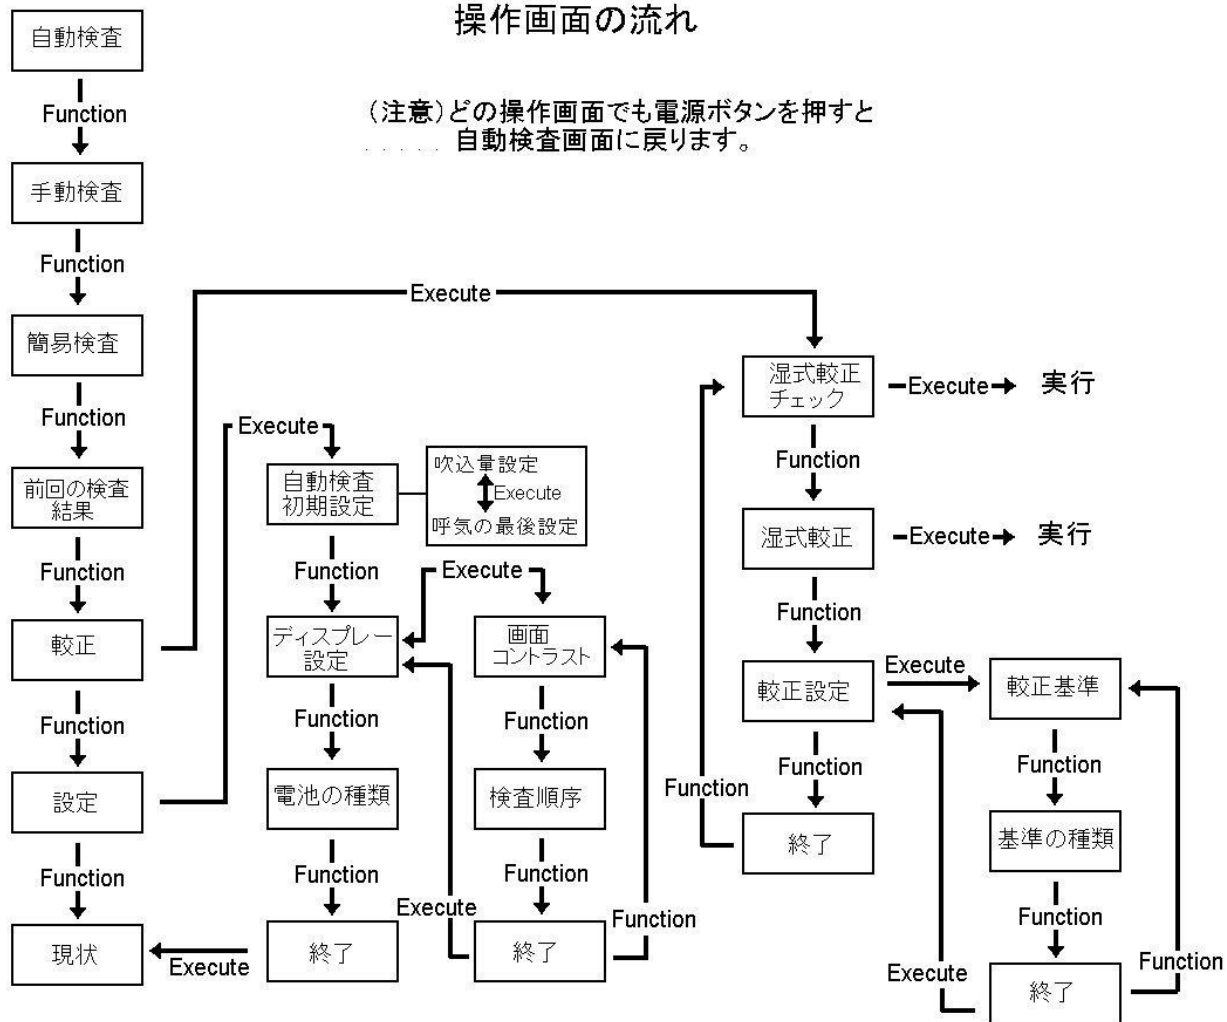 操作画面の流れ
(注意)どの操作画面でも電源ボタンを押すと
..... 自動検査画面に戻ります。
自動検査
Function
手動検査
Function
簡易検査
Function
前回の検査
結果
Function
較正
Function
設定
Function
現状
Execute
自動検査
初期設定
吹込量設定
Execute
呼気の最後設定
Function
ディスプレー
設定
Function
電池の種類
Function
終了
Execute
Execute
画面
コントラスト
Function
検査順序
Function
終了
Execute
Function
Execute
湿式較正
チェック
Execute
実行
Function
湿式較正
Execute
実行
Function
較正設定
Function
終了
Function
Execute
較正基準
Function
基準の種類
Function
終了
Execute
Function